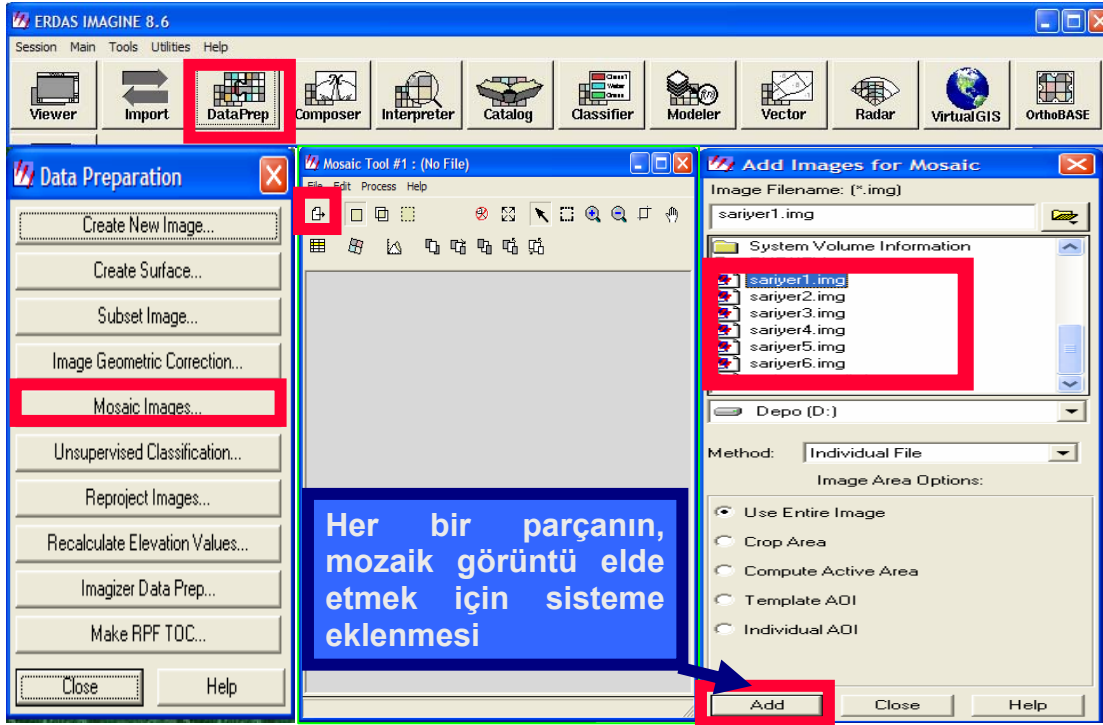 ERDAS IMAGINE 8.6
Session Main Tools Utilities Help
Viewer Import DataPrep Composer Interpreter Catalog Classifier Modeler Vector Radar VirtualGIS OrthoBASE
Data Preparation
Create New Image...
Create Surface...
Subset Image...
Image Geometric Correction...
Mosaic Images...
Unsupervised Classification...
Reproject Images...
Recalculate Elevation Values...
Imagizer Data Prep...
Make RPF TOC...
Close Help
Mosaic Tool #1 : (No File)
File Edit Process Help
Her bir parçanın,
mozaik görüntü elde
etmek için sisteme
eklenmesi
Add Images for Mosaic
Image Filename: (*.img)
sariyer1.img
System Volume Information
sariyer1.img
sariyer2.img
sariyer3.img
sariyer4.img
sariyer5.img
sariyer6.img
Depo (D:)
Method: Individual File
Image Area Options:
Use Entire Image
Crop Area
Compute Active Area
Template AOI
Individual AOI
Add Close Help